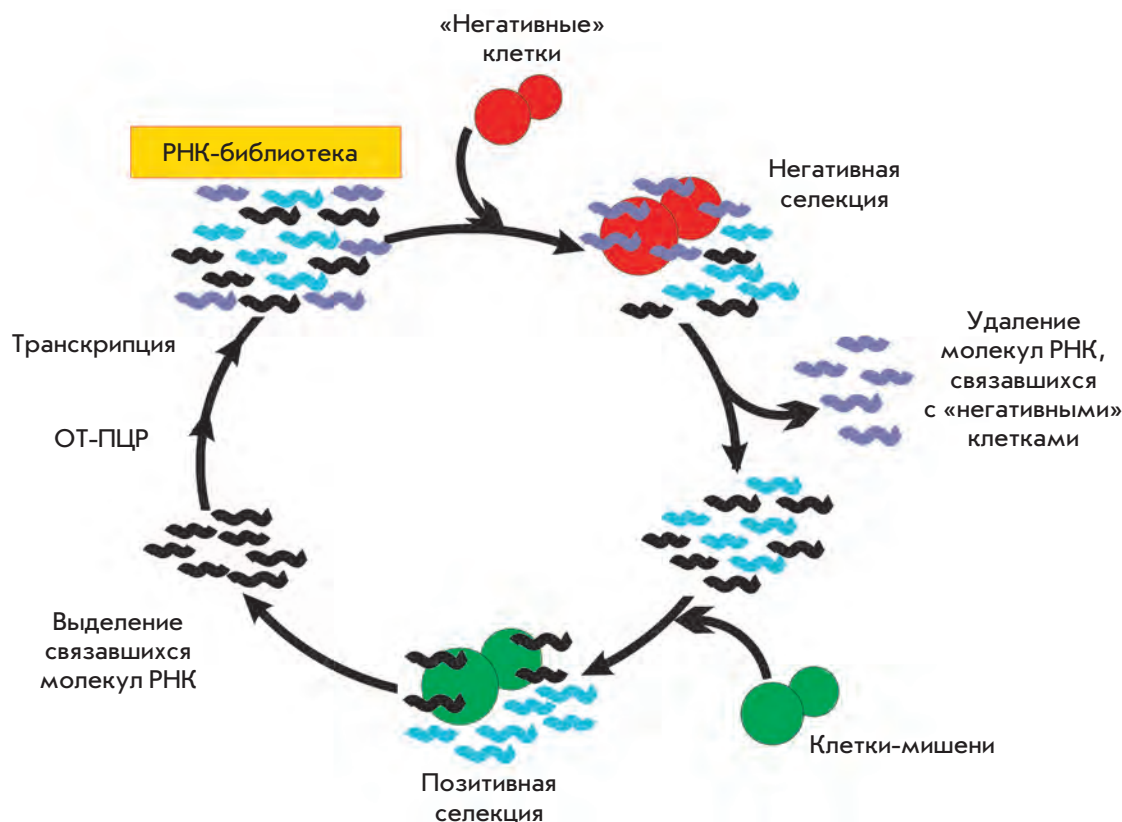 «Негативные»
клетки
РНК-библиотека
Негативная
селекция
Удаление
молекул РНК,
связавшихся
с «негативными»
клетками
Транскрипция
ОТ-ПЦР
Выделение
связавшихся
молекул РНК
Клетки-мишени
Позитивная
селекция